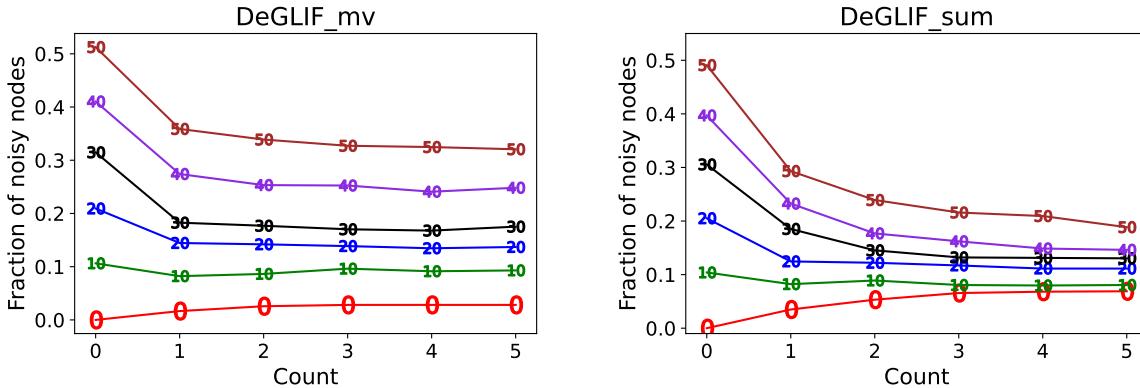 DeGLIF_mv
Fraction of noisy nodes
0.5
0.4
0.3
0.2
0.1
0.0
50 50 50 50 50 50
40 40 40 40 40 40
30 30 30 30 30 30
20 20 20 20 20 20
10 10 10 10 10 10
0 0 0 0 0 0
0 1 2 3 4 5
Count
DeGLIF_sum
Fraction of noisy nodes
0.5
0.4
0.3
0.2
0.1
0.0
50 50 50 50 50 50
40 40 40 40 40 40
30 30 30 30 30 30
20 20 20 20 20 20
10 10 10 10 10 10
0 0 0 0 0 0
0 1 2 3 4 5
Count